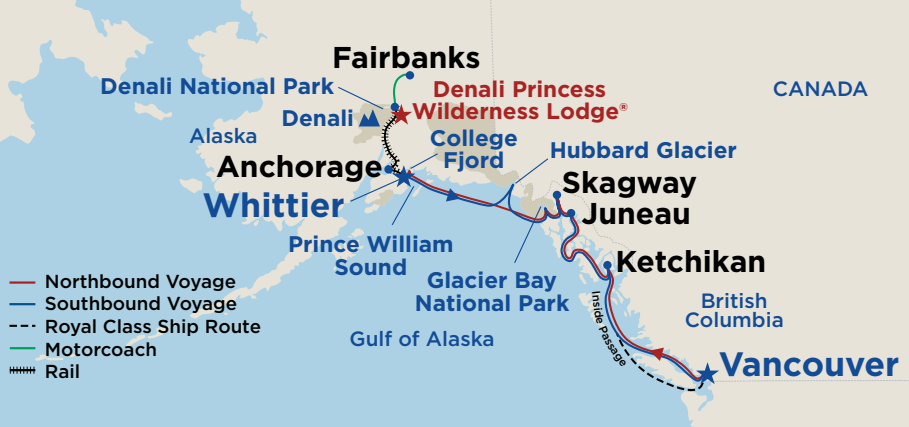 Fairbanks
Denali National Park
Denali Princess
Wilderness Lodge®
CANADA
Denali
Alaska
College
Fjord
Hubbard Glacier
Anchorage
Skagway
Whittier
Juneau
Prince William
Sound
Ketchikan
Glacier Bay
National Park
Northbound Voyage
Southbound Voyage
Royal Class Ship Route
Motorcoach
Rail
Inside Passage
British
Columbia
Gulf of Alaska
Vancouver